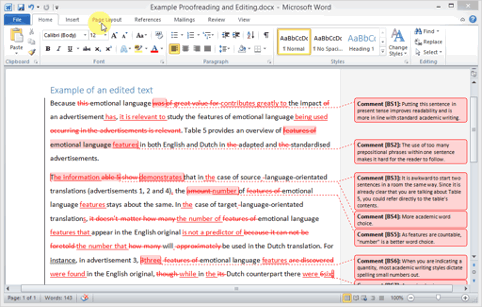 Example Proofreading and Editing.docx - Microsoft Word
File Home Insert Page Layout References Mailings Review View
Calibri (Body) 12
Find
Paste AaBbCcDc AaBbCcDc AaBbC Change Styles Replace
1 Normal 1 No Spaci... Heading 1 Select
Clipboard Font Paragraph Styles Editing
Example of an edited text
Because this emotional language was of great value for contributes greatly to the impact of
an advertisement has, it is relevant to study the features of emotional language being used
occurring in the advertisements is relevant. Table 5 provides an overview of features of
emotional language features in both English and Dutch in the adapted and the standardised
advertisements.
The information able 5 show demonstrates that in the case of source -language-oriented
translations (advertisements 1, 2 and 4), the amount number of features of emotional
language features stays about the same. In the case of target -language-oriented
translations, it doesn't matter how many the number of features of emotional language
features that appear in the English original is not a predictor of because it can not be
foretold the number that how many will approximately be used in the Dutch translation. For
instance, in advertisement 3, three features of emotional language features are discovered
were found in the English original, though while in the its Dutch counterpart there were 6 six
Comment [BS1]: Putting this sentence in
present tense improves readability and is
more in line with standard academic writing.
Comment [BS2]: The use of too many
prepositional phrases within one sentence
makes it hard for the reader to follow.
Comment [BS3]: It is awkward to start two
sentences in a room the same way. Since it is
already clear that you are talking about Table
5, you could refer directly to the table's
contents.
Comment [BS4]: More academic word
choice.
Comment [BS5]: As features are countable,
"number" is a better word choice.
Comment [BS6]: When you are indicating a
quantity, most academic writing styles dictate
spelling small numbers out.
Page: 1 of 1 Words: 140 100%